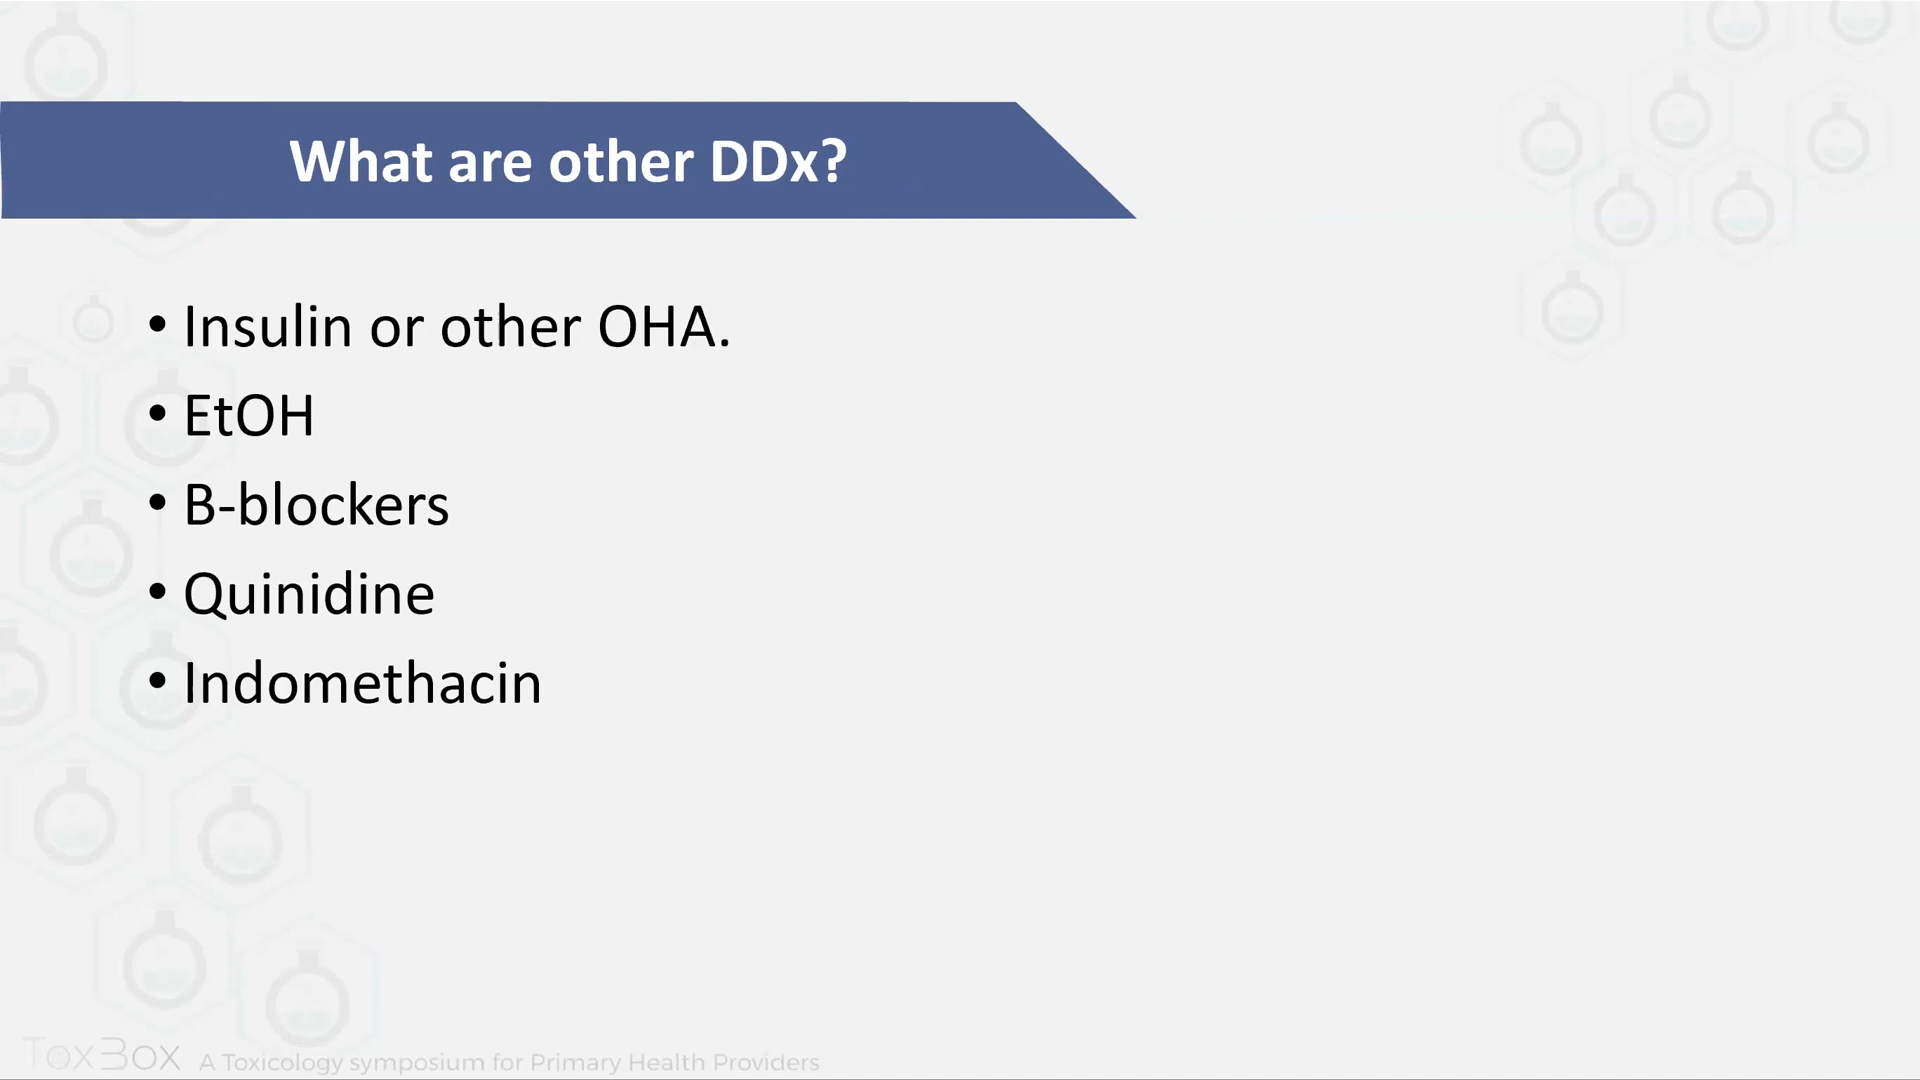 What are other DDx?
• Insulin or other OHA.
• EtOH
• B-blockers
• Quinidine
• Indomethacin
ToxBox A Toxicology symposium for Primary Health Providers